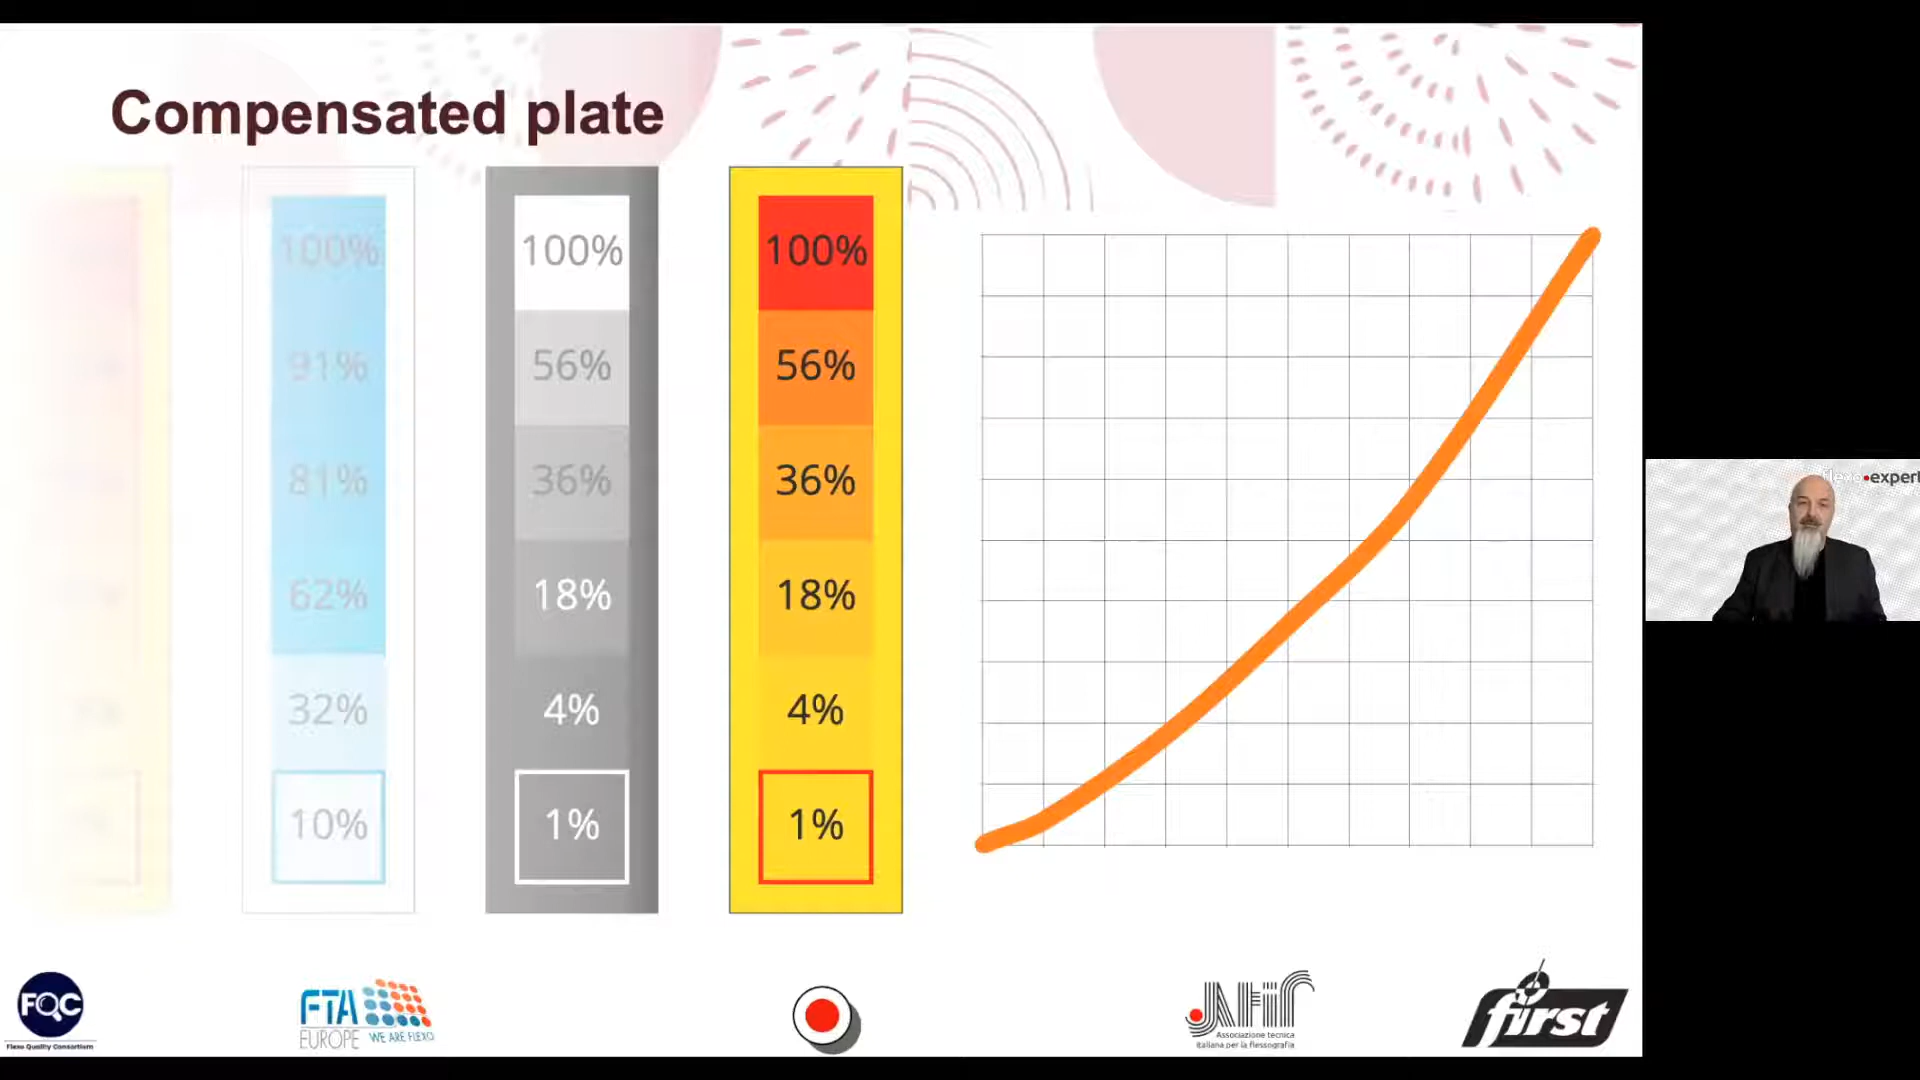 Compensated plate
100%
91%
81%
62%
32%
10%
100%
56%
36%
18%
4%
1%
100%
56%
36%
18%
4%
1%
expert
FQC
Flexo Quality Consortium
FTA
EUROPE
WE ARE FLEXO
Associazione tecnica
italiana per la flessografia
first